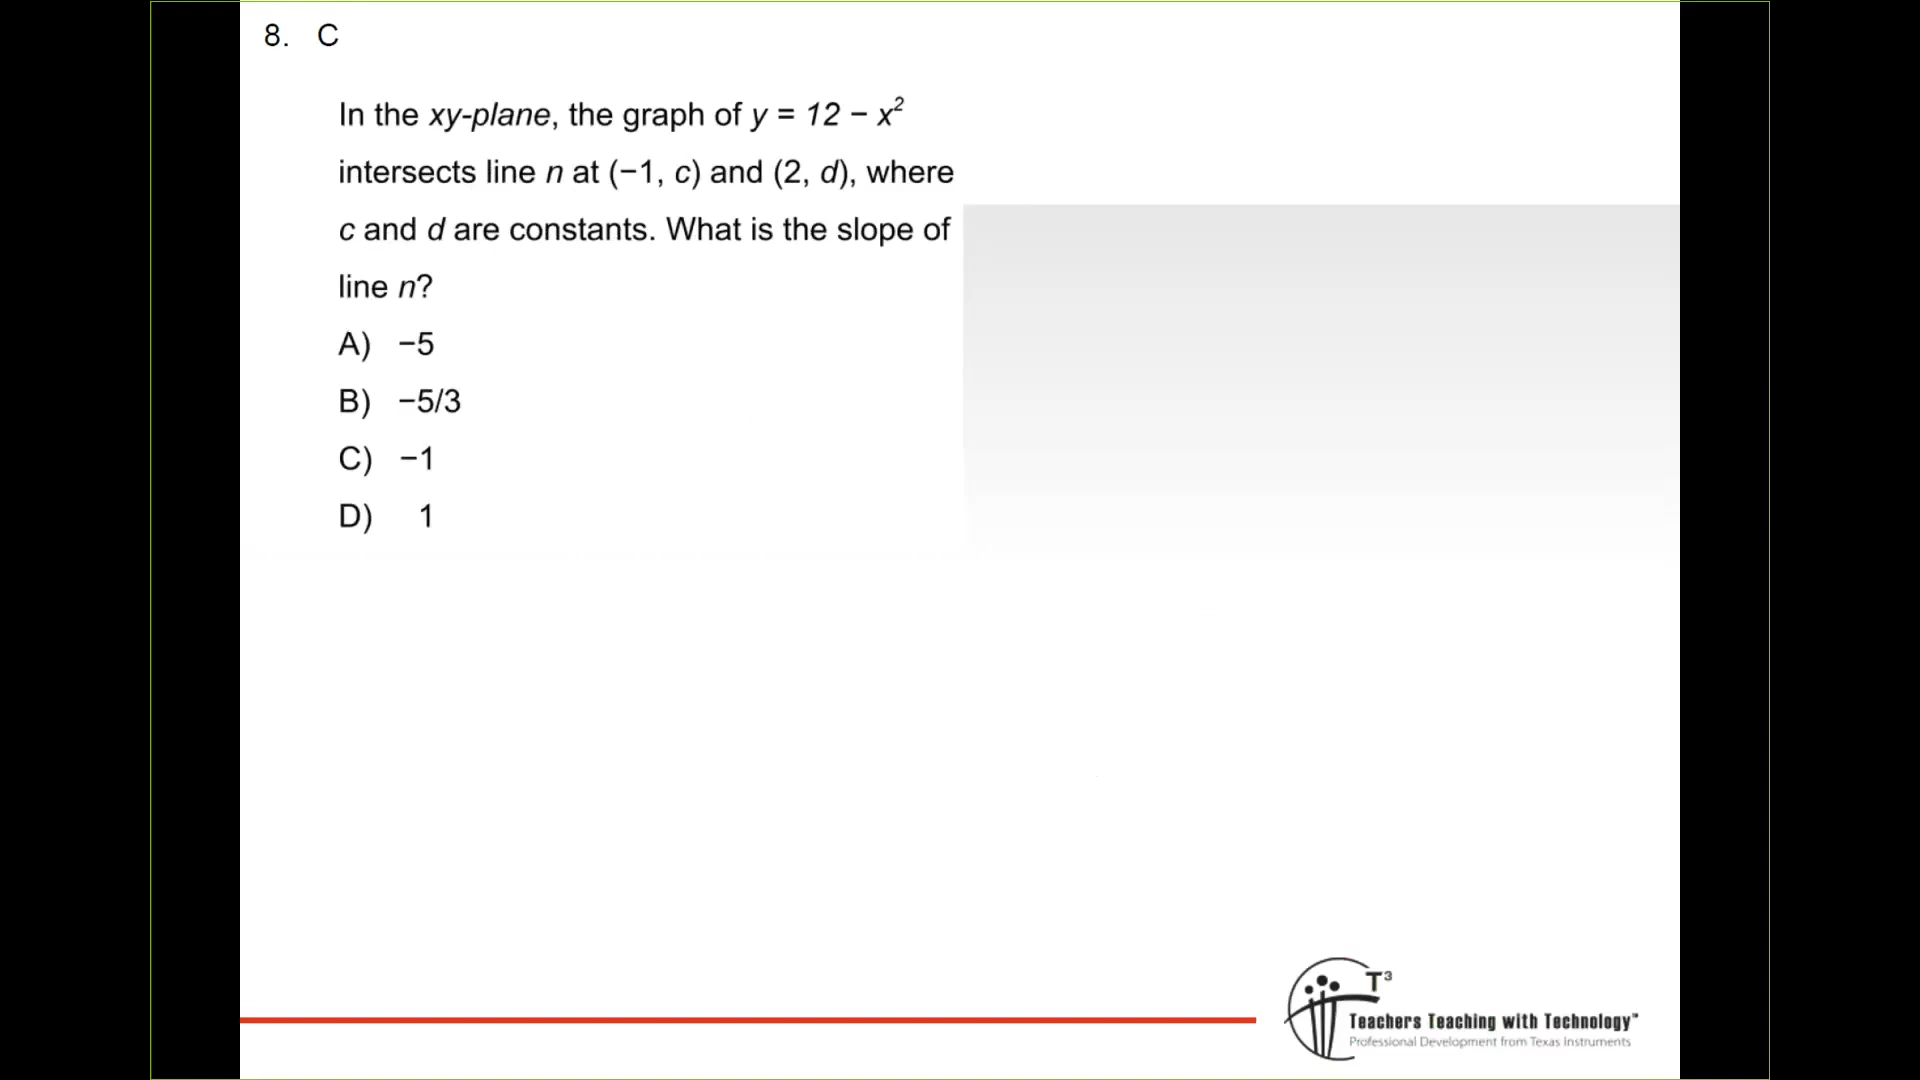 8. C
In the xy-plane, the graph of y = 12 − x²
intersects line n at (−1, c) and (2, d), where
c and d are constants. What is the slope of
line n?
A) −5
B) −5/3
C) −1
D) 1
T³
Teachers Teaching with Technology™
Professional Development from Texas Instruments